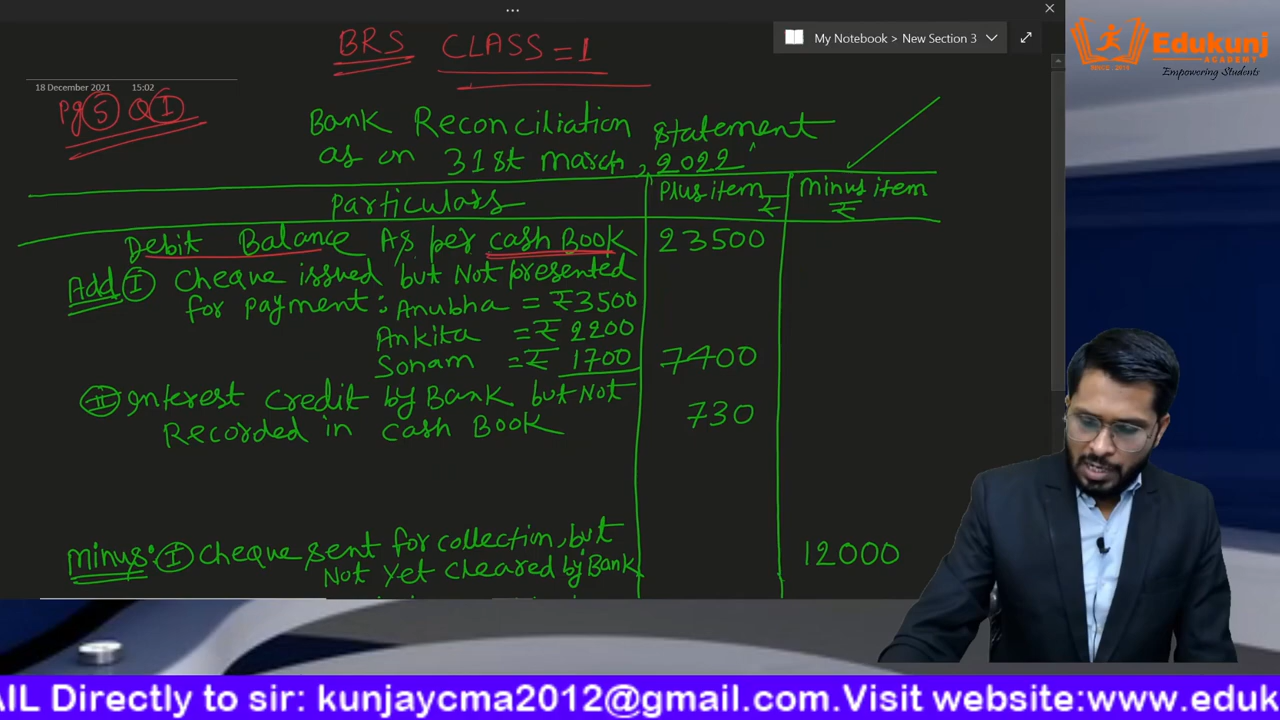 ...
BRS CLASS = 1
My Notebook > New Section 3
Edukunj
ACADEMY
SINCE - 2011
Empowering Students
18 December 2021 15:02
Pg 5 Q I
Bank Reconciliation statement
as on 31st march, 2022
Particulars Plus item ₹ minus item ₹
Debit Balance As per cash Book 23500
Add I Cheque issued but Not presented
for payment : Anubha = ₹3500
Ankita = ₹ 2200
Sonam = ₹ 1700 7400
II Interest credit by Bank but Not
Recorded in cash Book 730
minus: I Cheque sent for collection, but
Not yet cleared by Bank 12000
AIL Directly to sir: kunjaycma2012@gmail.com.Visit website:www.eduk